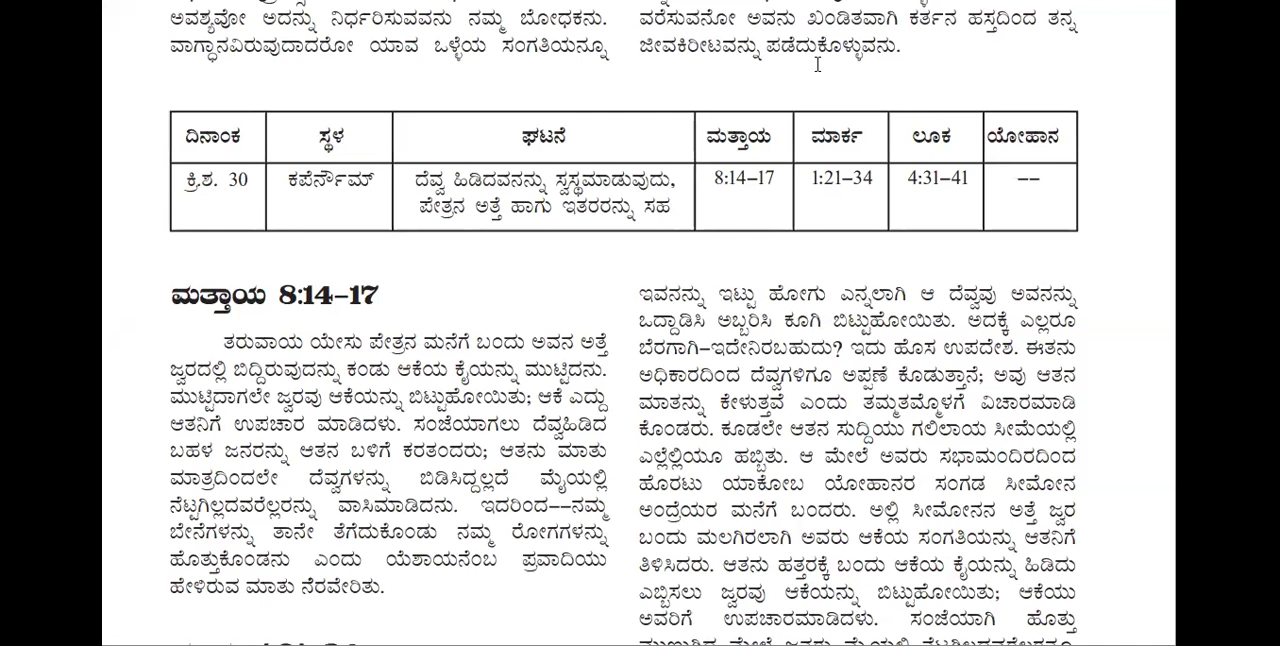 ಅವಶ್ಯವೋ ಅದನ್ನು ನಿರ್ಧರಿಸುವವನು ನಮ್ಮ ಬೋಧಕನು.
ವಾಗ್ದಾನವಿರುವುದಾದರೋ ಯಾವ ಒಳ್ಳೆಯ ಸಂಗತಿಯನ್ನೂ
ವರೆಸುವನೋ ಅವನು ಖಂಡಿತವಾಗಿ ಕರ್ತನ ಹಸ್ತದಿಂದ ತನ್ನ
ಜೀವಕಿರೀಟವನ್ನು ಪಡೆದುಕೊಳ್ಳುವನು.
ದಿನಾಂಕ ಸ್ಥಳ ಘಟನೆ ಮತ್ತಾಯ ಮಾರ್ಕ ಲೂಕ ಯೋಹಾನ
ಕ್ರಿ.ಶ. 30 ಕಪೆರ್ನೌಮ್ ದೆವ್ವ ಹಿಡಿದವನನ್ನು ಸ್ವಸ್ಥಮಾಡುವುದು, 8:14–17 1:21–34 4:31–41 ––
ಪೇತ್ರನ ಅತ್ತೆ ಹಾಗು ಇತರರನ್ನು ಸಹ
ಮತ್ತಾಯ 8:14–17
ತರುವಾಯ ಯೇಸು ಪೇತ್ರನ ಮನೆಗೆ ಬಂದು ಅವನ ಅತ್ತೆ
ಜ್ವರದಲ್ಲಿ ಬಿದ್ದಿರುವುದನ್ನು ಕಂಡು ಆಕೆಯ ಕೈಯನ್ನು ಮುಟ್ಟಿದನು.
ಮುಟ್ಟಿದಾಗಲೇ ಜ್ವರವು ಆಕೆಯನ್ನು ಬಿಟ್ಟುಹೋಯಿತು; ಆಕೆ ಎದ್ದು
ಆತನಿಗೆ ಉಪಚಾರ ಮಾಡಿದಳು. ಸಂಜೆಯಾಗಲು ದೆವ್ವಹಿಡಿದ
ಬಹಳ ಜನರನ್ನು ಆತನ ಬಳಿಗೆ ಕರತಂದರು; ಆತನು ಮಾತು
ಮಾತ್ರದಿಂದಲೇ ದೆವ್ವಗಳನ್ನು ಬಿಡಿಸಿದ್ದಲ್ಲದೆ ಮೈಯಲ್ಲಿ
ನೆಟ್ಟಗಿಲ್ಲದವರೆಲ್ಲರನ್ನು ವಾಸಿಮಾಡಿದನು. ಇದರಿಂದ––ನಮ್ಮ
ಬೇನೆಗಳನ್ನು ತಾನೇ ತೆಗೆದುಕೊಂಡು ನಮ್ಮ ರೋಗಗಳನ್ನು
ಹೊತ್ತುಕೊಂಡನು ಎಂದು ಯೆಶಾಯನೆಂಬ ಪ್ರವಾದಿಯು
ಹೇಳಿರುವ ಮಾತು ನೆರವೇರಿತು.
ಇವನನ್ನು ಇಟ್ಟು ಹೋಗು ಎನ್ನಲಾಗಿ ಆ ದೆವ್ವವು ಅವನನ್ನು
ಒದ್ದಾಡಿಸಿ ಅಬ್ಬರಿಸಿ ಕೂಗಿ ಬಿಟ್ಟುಹೋಯಿತು. ಅದಕ್ಕೆ ಎಲ್ಲರೂ
ಬೆರಗಾಗಿ–ಇದೇನಿರಬಹುದು? ಇದು ಹೊಸ ಉಪದೇಶ. ಈತನು
ಅಧಿಕಾರದಿಂದ ದೆವ್ವಗಳಿಗೂ ಅಪ್ಪಣೆ ಕೊಡುತ್ತಾನೆ; ಅವು ಆತನ
ಮಾತನ್ನು ಕೇಳುತ್ತವೆ ಎಂದು ತಮ್ಮತಮ್ಮೊಳಗೆ ವಿಚಾರಮಾಡಿ
ಕೊಂಡರು. ಕೂಡಲೇ ಆತನ ಸುದ್ದಿಯು ಗಲಿಲಾಯ ಸೀಮೆಯಲ್ಲಿ
ಎಲ್ಲೆಲ್ಲಿಯೂ ಹಬ್ಬಿತು. ಆ ಮೇಲೆ ಅವರು ಸಭಾಮಂದಿರದಿಂದ
ಹೊರಟು ಯಾಕೋಬ ಯೋಹಾನರ ಸಂಗಡ ಸೀಮೋನ
ಅಂದ್ರೆಯರ ಮನೆಗೆ ಬಂದರು. ಅಲ್ಲಿ ಸೀಮೋನನ ಅತ್ತೆ ಜ್ವರ
ಬಂದು ಮಲಗಿರಲಾಗಿ ಅವರು ಆಕೆಯ ಸಂಗತಿಯನ್ನು ಆತನಿಗೆ
ತಿಳಿಸಿದರು. ಆತನು ಹತ್ತರಕ್ಕೆ ಬಂದು ಆಕೆಯ ಕೈಯನ್ನು ಹಿಡಿದು
ಎಬ್ಬಿಸಲು ಜ್ವರವು ಆಕೆಯನ್ನು ಬಿಟ್ಟುಹೋಯಿತು; ಆಕೆಯು
ಅವರಿಗೆ ಉಪಚಾರಮಾಡಿದಳು. ಸಂಜೆಯಾಗಿ ಹೊತ್ತು